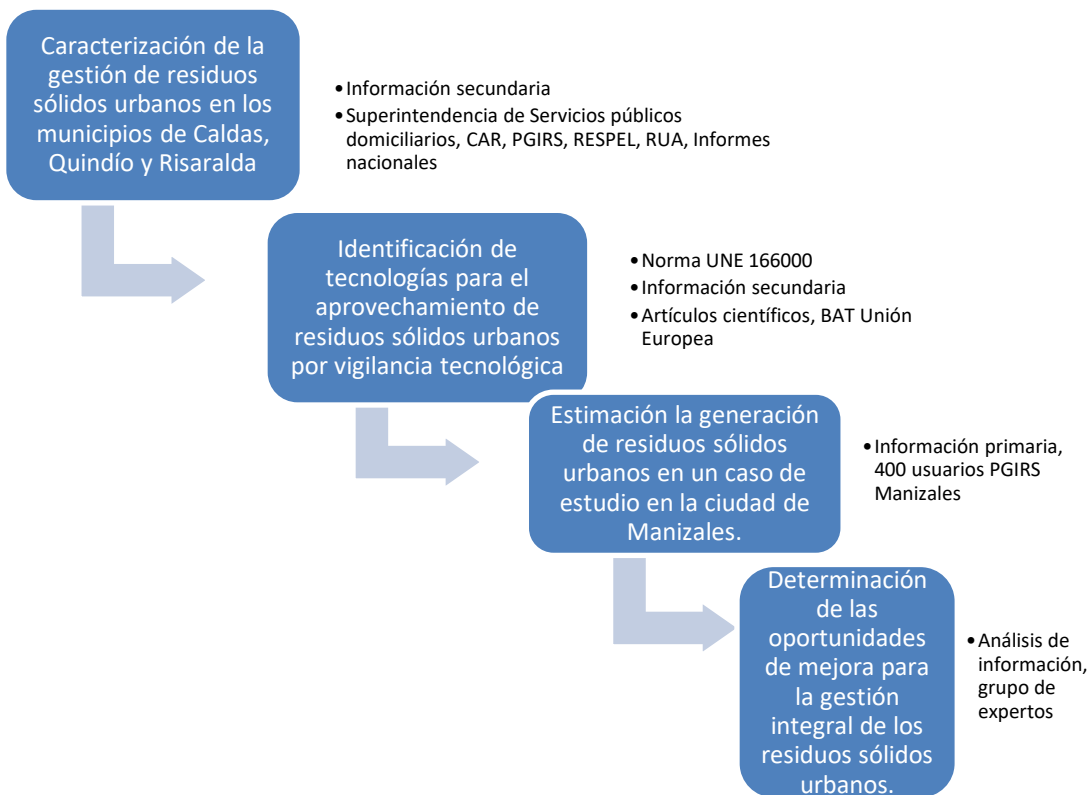 Caracterización de la
gestión de residuos
sólidos urbanos en los
municipios de Caldas,
Quindío y Risaralda
•Información secundaria
•Superintendencia de Servicios públicos
domiciliarios, CAR, PGIRS, RESPEL, RUA, Informes
nacionales
Identificación de
tecnologías para el
aprovechamiento de
residuos sólidos urbanos
por vigilancia tecnológica
•Norma UNE 166000
•Información secundaria
•Artículos científicos, BAT Unión
Europea
Estimación la generación
de residuos sólidos
urbanos en un caso de
estudio en la ciudad de
Manizales.
•Información primaria,
400 usuarios PGIRS
Manizales
Determinación
de las
oportunidades
de mejora para
la gestión
integral de los
residuos sólidos
urbanos.
•Análisis de
información,
grupo de
expertos